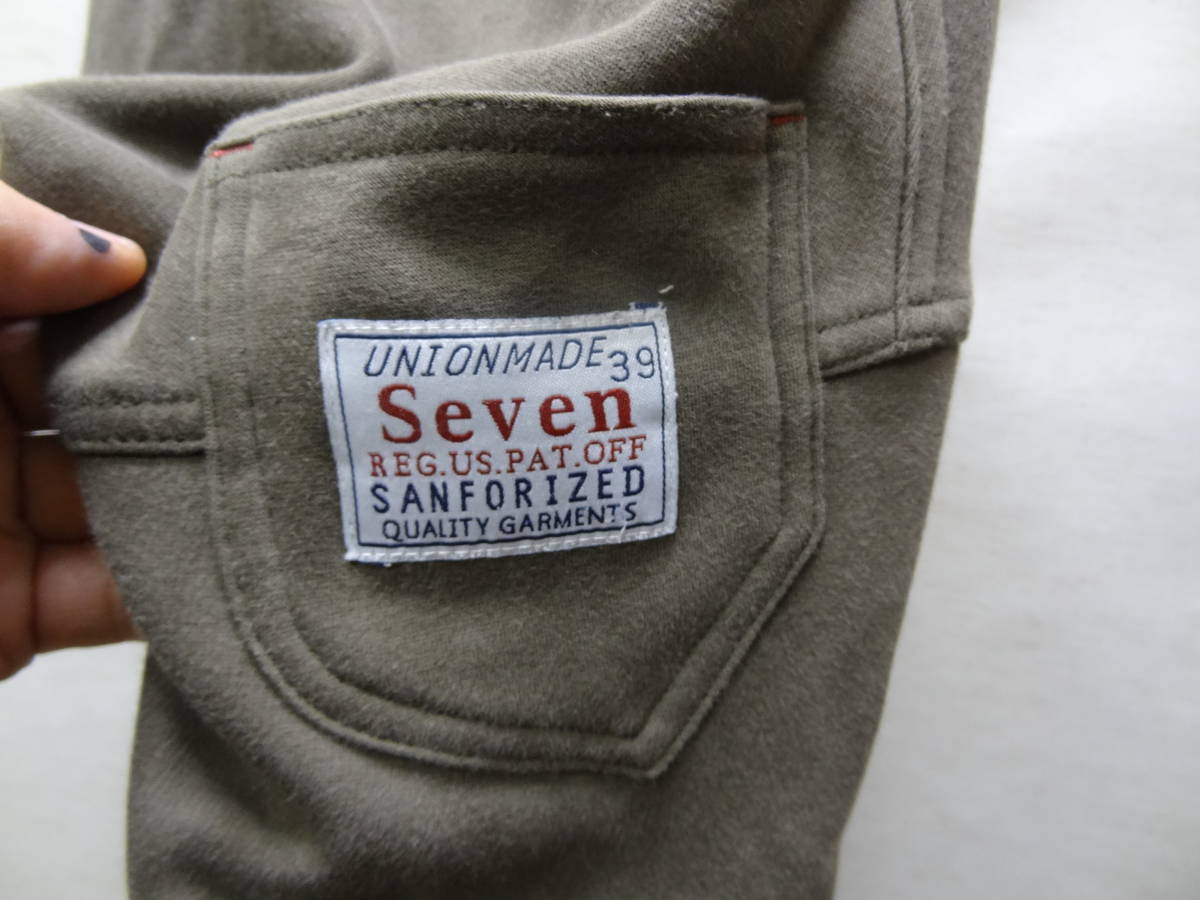 UNIONMADE 39
Seven
REG.US.PAT.OFF
SANFORIZED
QUALITY GARMENTS